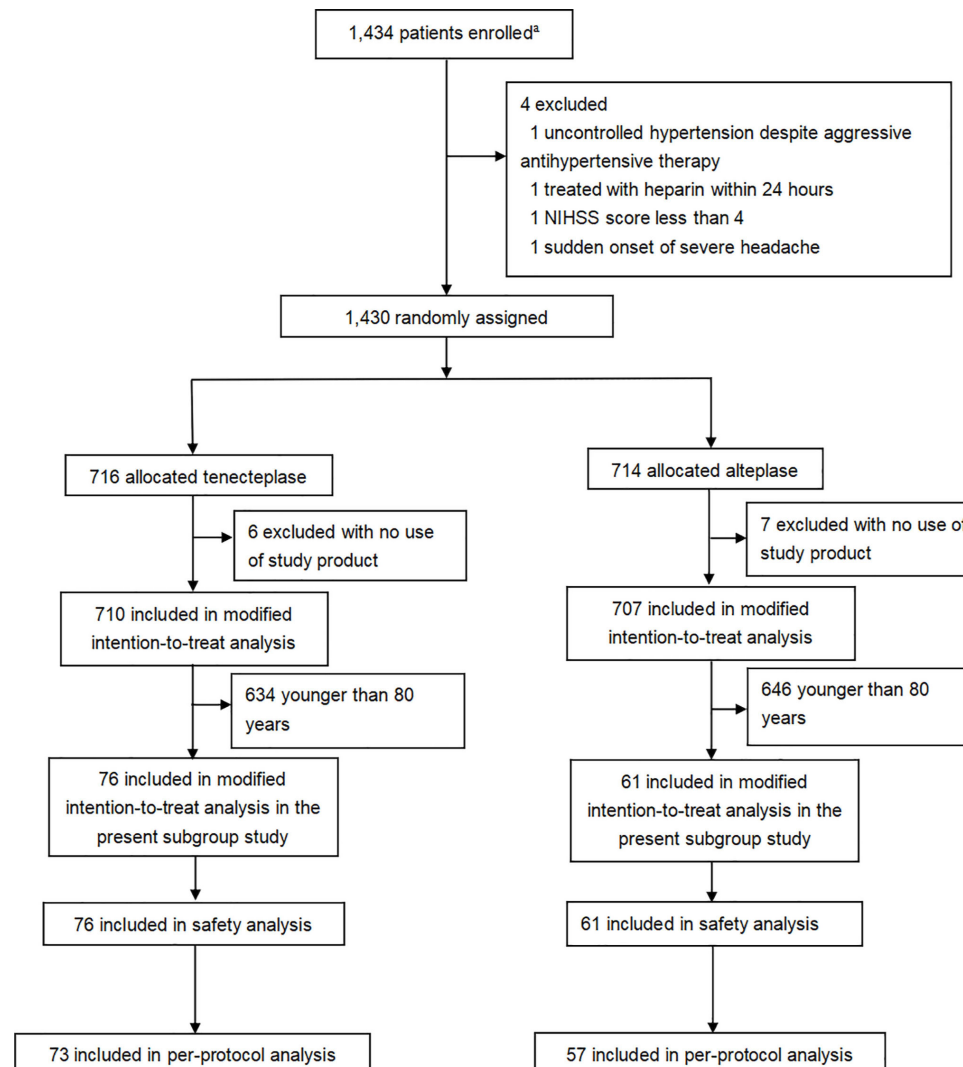 1,434 patients enrolledᵃ
4 excluded
1 uncontrolled hypertension despite aggressive
antihypertensive therapy
1 treated with heparin within 24 hours
1 NIHSS score less than 4
1 sudden onset of severe headache
1,430 randomly assigned
716 allocated tenecteplase
714 allocated alteplase
6 excluded with no use
of study product
7 excluded with no use of
study product
710 included in modified
intention-to-treat analysis
707 included in modified
intention-to-treat analysis
634 younger than 80
years
646 younger than 80
years
76 included in modified
intention-to-treat analysis in the
present subgroup study
61 included in modified
intention-to-treat analysis in the
present subgroup study
76 included in safety analysis
61 included in safety analysis
73 included in per-protocol analysis
57 included in per-protocol analysis